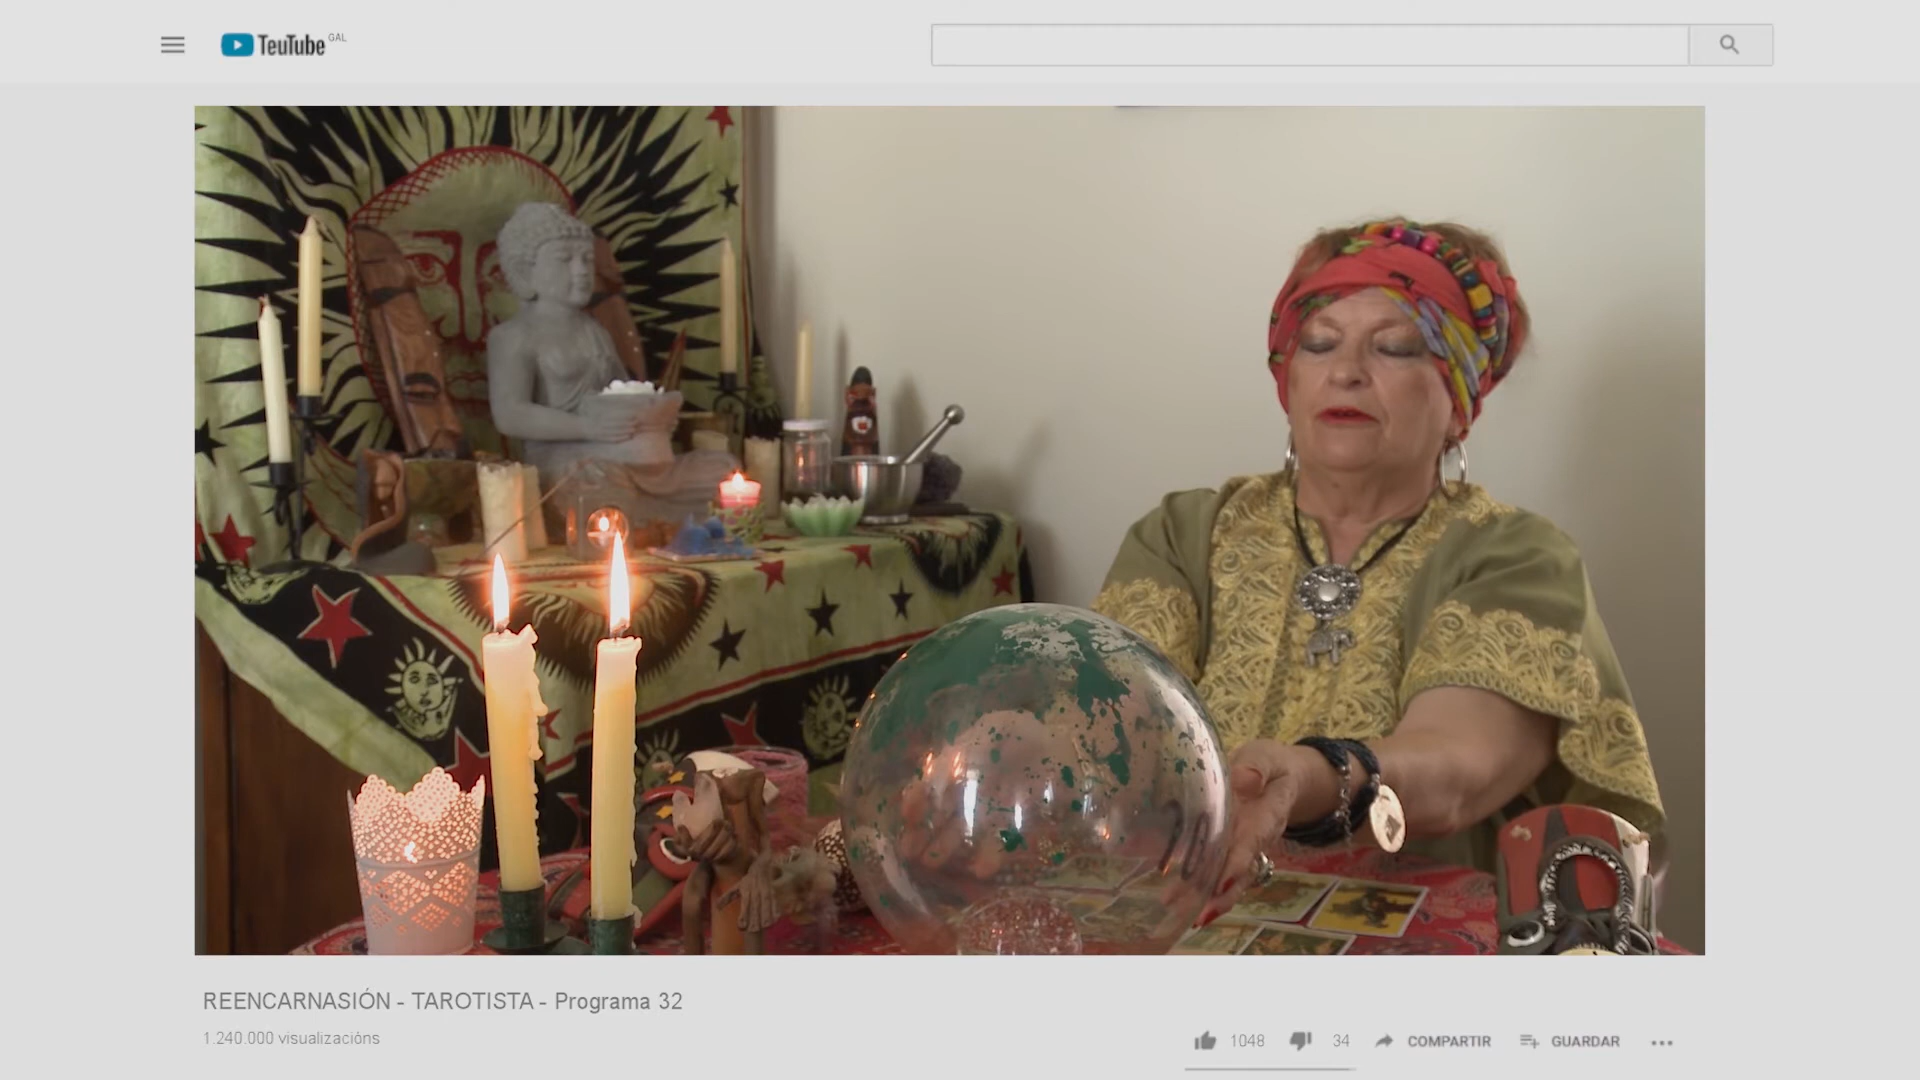 TeuTube GAL
REENCARNASIÓN - TAROTISTA - Programa 32
1.240.000 visualizacións
1048 34 COMPARTIR GUARDAR